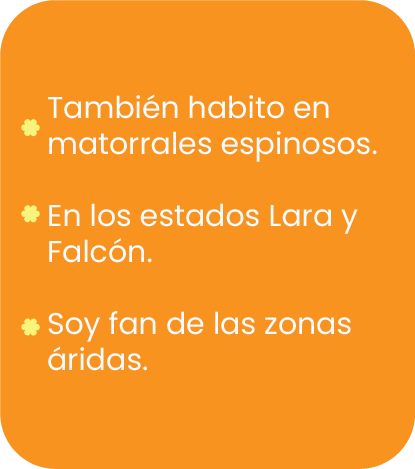 También habito en
matorrales espinosos.
En los estados Lara y
Falcón.
Soy fan de las zonas
áridas.